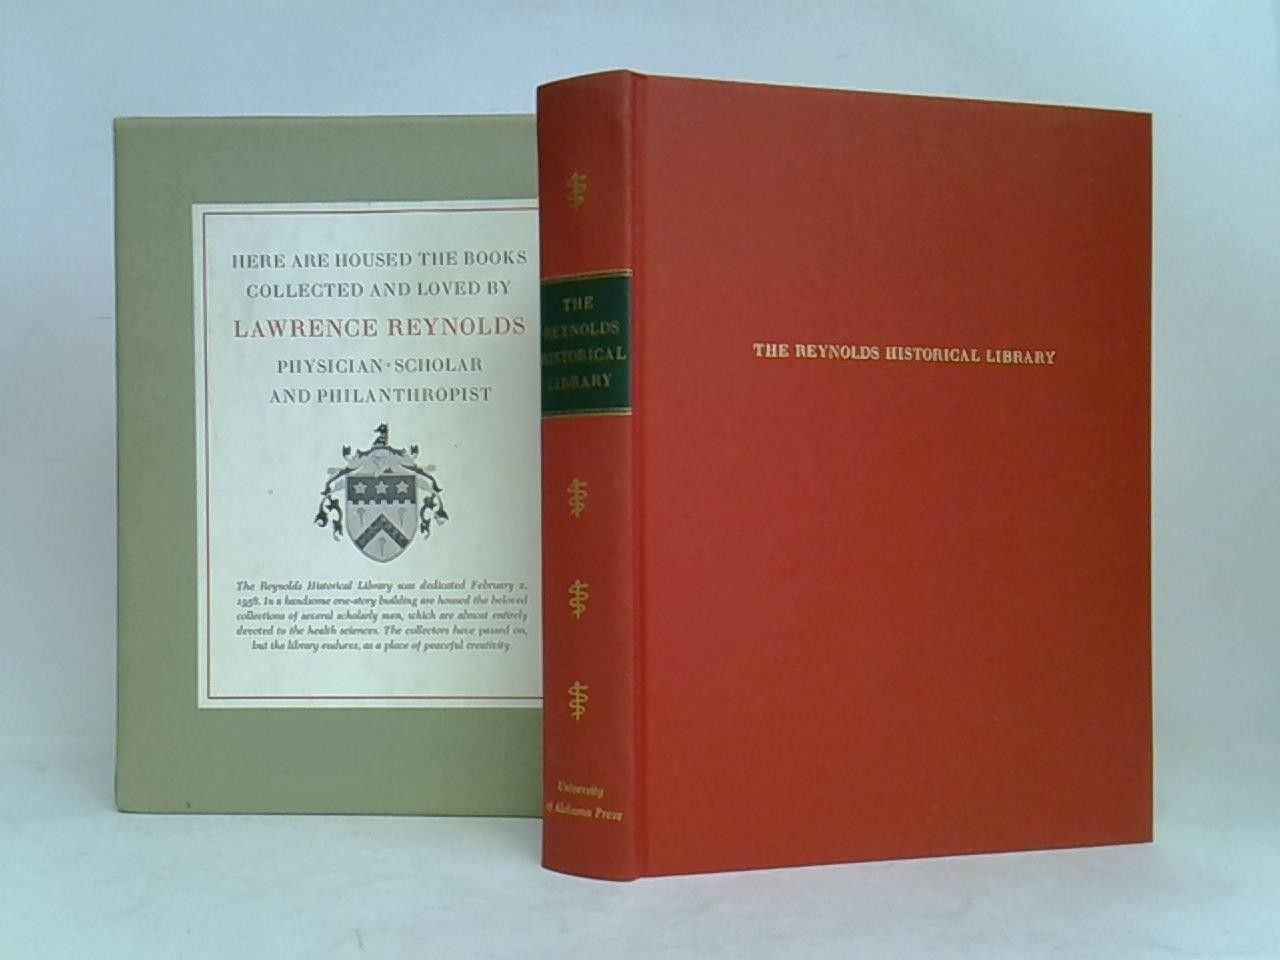 HERE ARE HOUSED THE BOOKS
COLLECTED AND LOVED BY
LAWRENCE REYNOLDS
PHYSICIAN·SCHOLAR
AND PHILANTHROPIST
The Reynolds Historical Library was dedicated February 2,
1958. In a handsome one-story building are housed the beloved
collections of several scholarly men, which are almost entirely
devoted to the health sciences. The collectors have passed on,
but the library endures, as a place of peaceful creativity.
THE
REYNOLDS
HISTORICAL
LIBRARY
University
of Alabama Press
THE REYNOLDS HISTORICAL LIBRARY